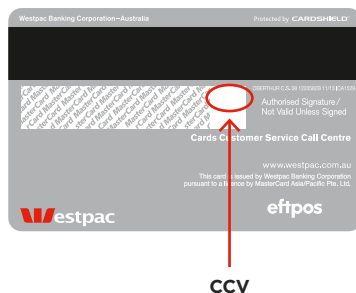 Westpac Banking Corporation–Australia
Protected by CARDSHIELD
Authorised Signature/
Not Valid Unless Signed
Cards Customer Service Call Centre
www.westpac.com.au
This card is issued by Westpac Banking Corporation
pursuant to a licence by MasterCard Asia/Pacific Pte. Ltd.
Westpac
eftpos
CCV